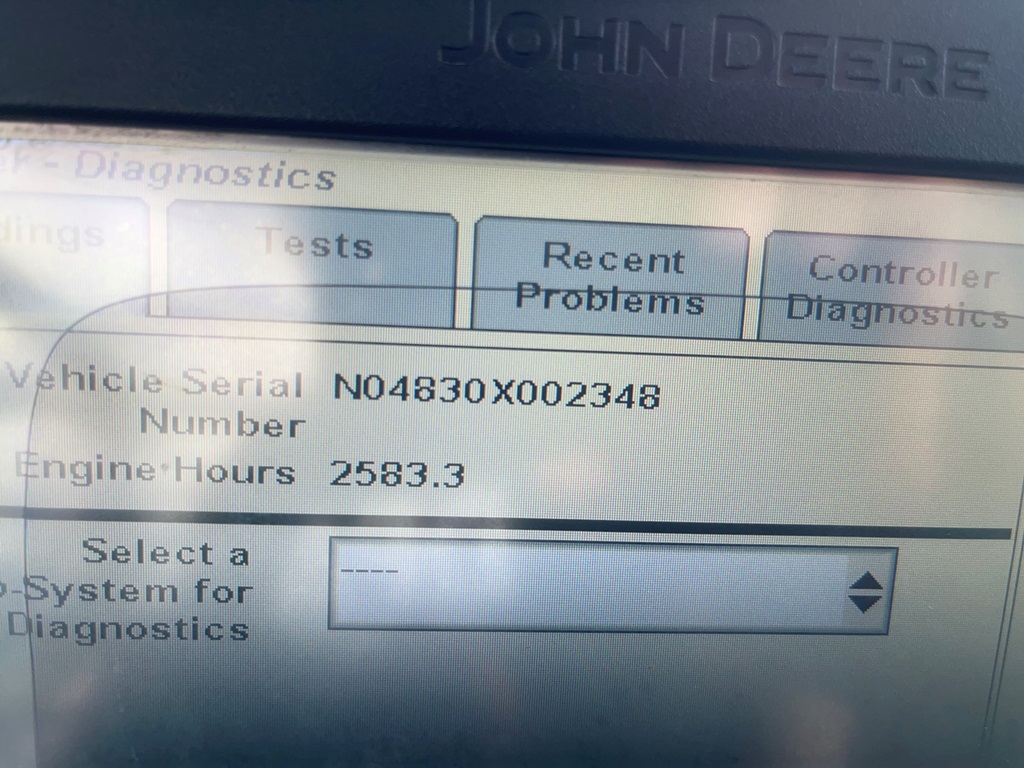 JOHN DEERE
- Diagnostics
dings
Tests
Recent
Problems
Controller
Diagnostics
Vehicle Serial
Number
N04830X002348
Engine Hours 2583.3
Select a
-System for
Diagnostics
----